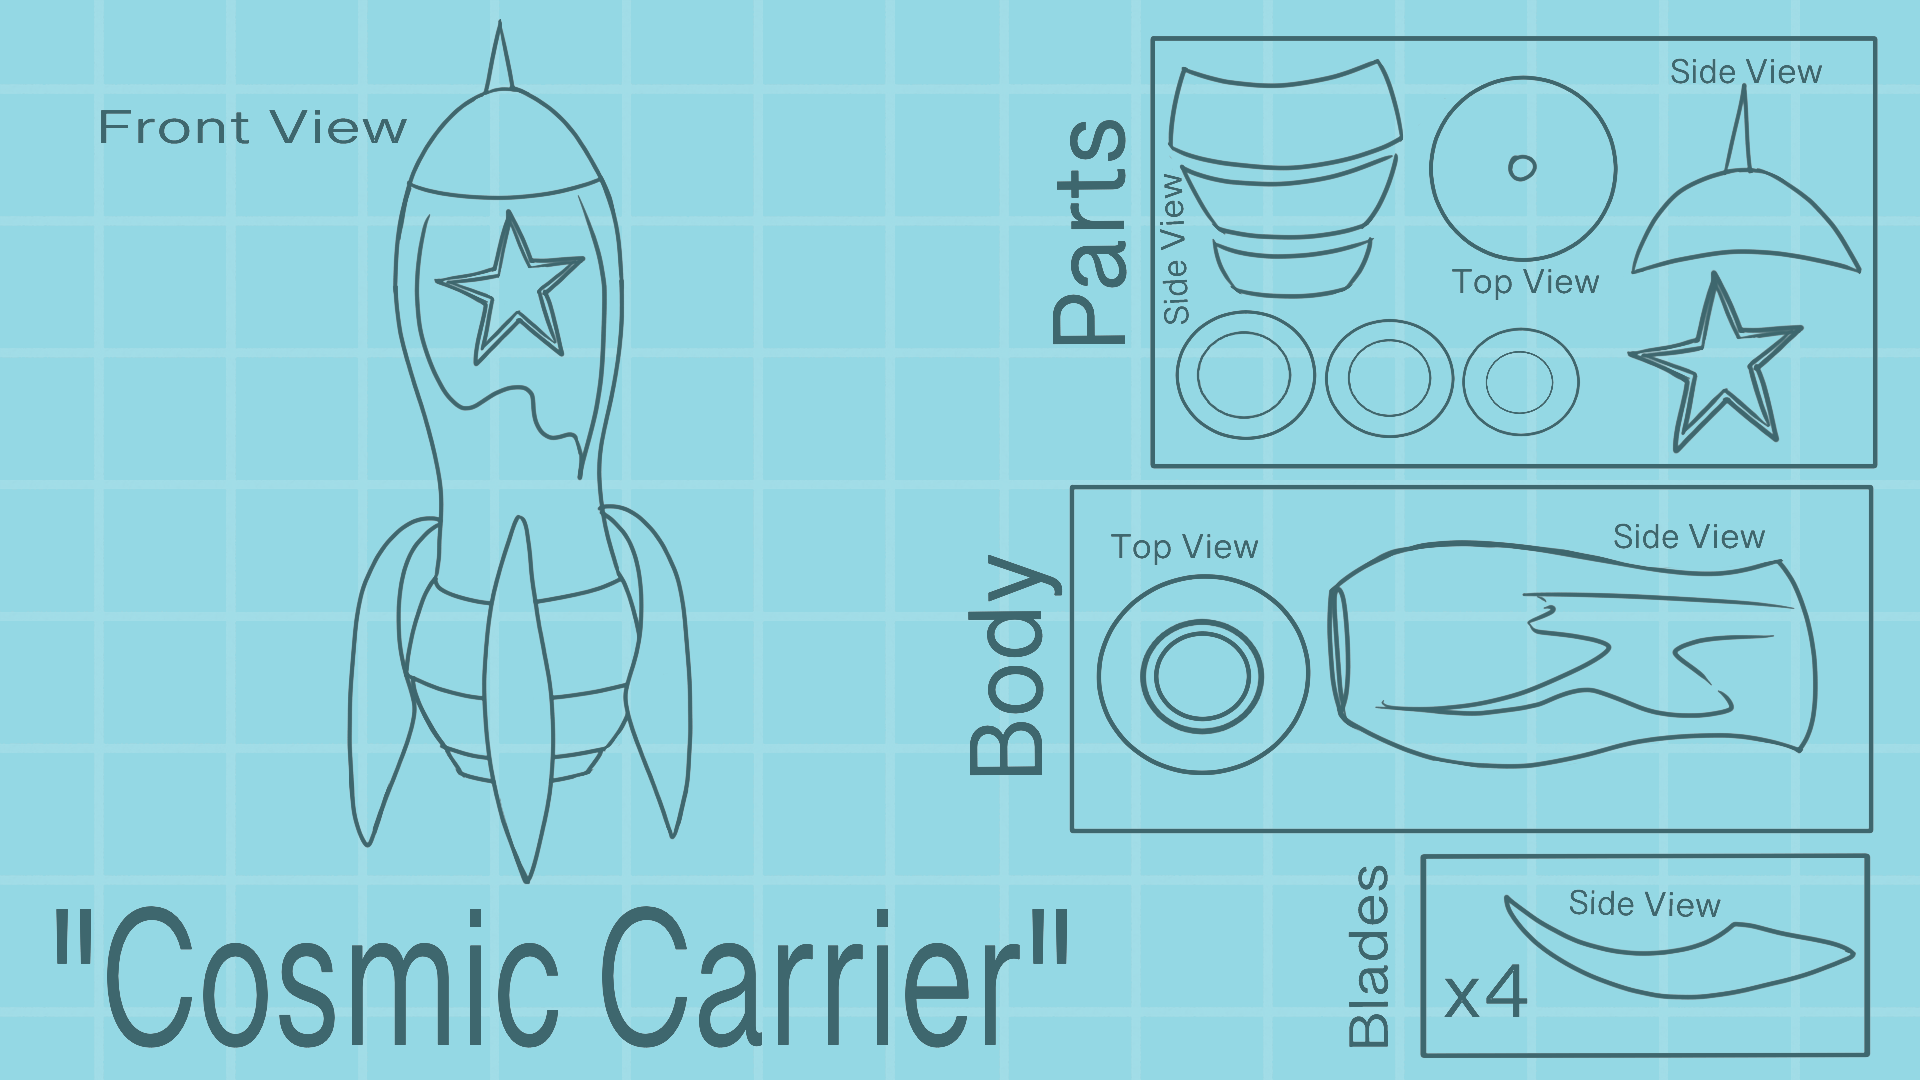 Front View
Parts
Side View
Side View
Top View
Body
Top View
Side View
"Cosmic Carrier"
Blades
Side View
x4